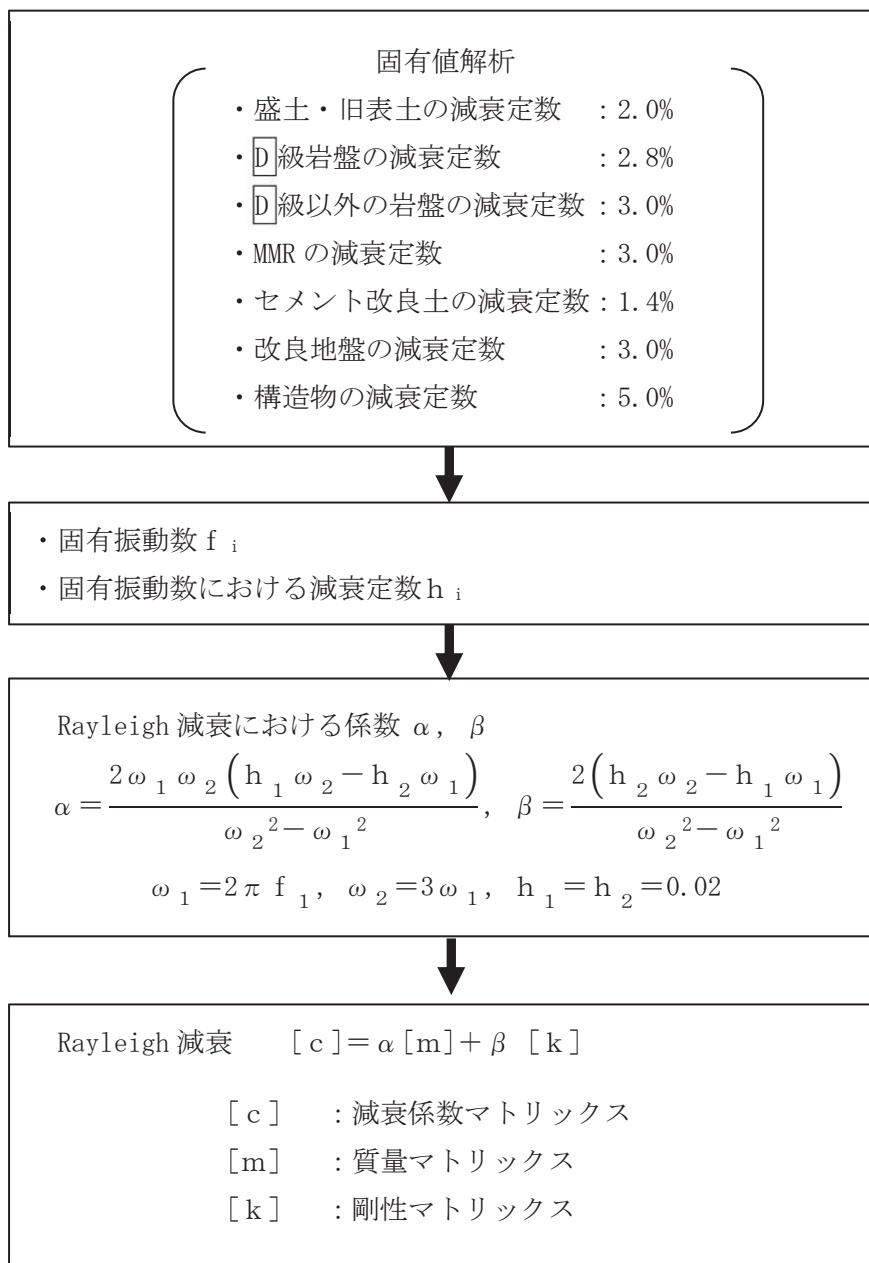 固有値解析
・盛土・旧表土の減衰定数 :2.0%
・D級岩盤の減衰定数 :2.8%
・D級以外の岩盤の減衰定数:3.0%
・MMRの減衰定数 :3.0%
・セメント改良土の減衰定数:1.4%
・改良地盤の減衰定数 :3.0%
・構造物の減衰定数 :5.0%
・固有振動数f i
・固有振動数における減衰定数h i
Rayleigh減衰における係数 α, β
α=2ω1ω2(h1ω2-h2ω1)/(ω2²-ω1²), β=2(h2ω2-h1ω1)/(ω2²-ω1²)
ω1=2πf1, ω2=3ω1, h1=h2=0.02
Rayleigh減衰 [c]=α[m]+β[k]
[c] :減衰係数マトリックス
[m] :質量マトリックス
[k] :剛性マトリックス